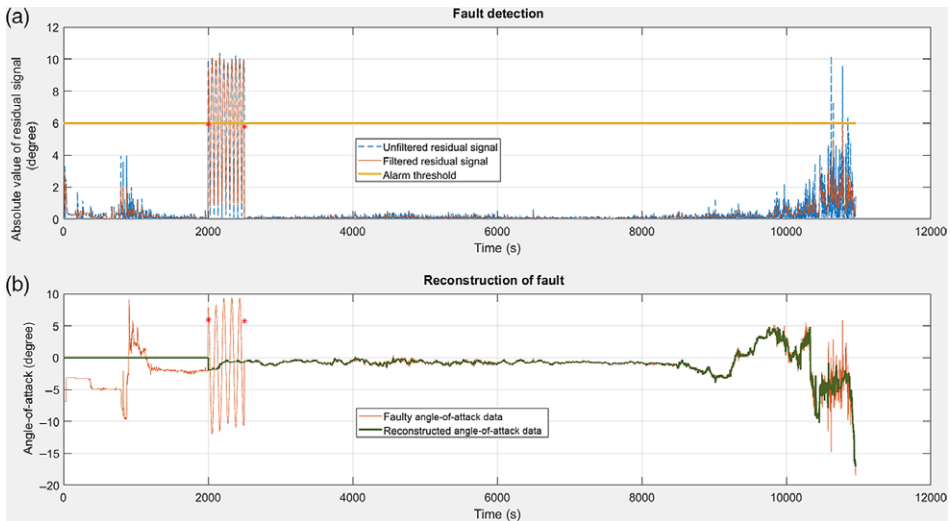 (a)
Fault detection
Absolute value of residual signal
(degree)
12
10
8
6
4
2
0
Unfiltered residual signal
Filtered residual signal
Alarm threshold
0 2000 4000 6000 8000 10000 12000
Time (s)
(b)
Reconstruction of fault
Angle-of-attack (degree)
10
5
0
−5
−10
−15
−20
Faulty angle-of-attack data
Reconstructed angle-of-attack data
0 2000 4000 6000 8000 10000 12000
Time (s)